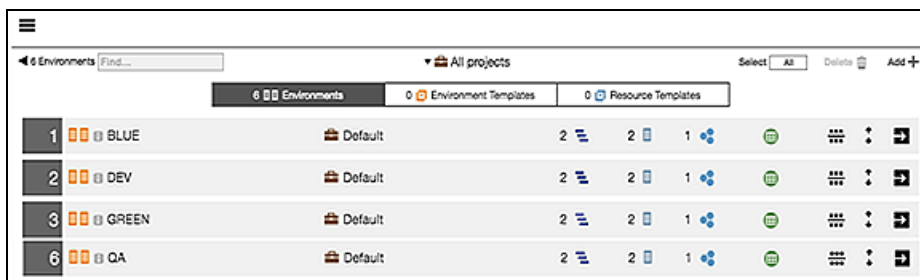 6 Environments Find... All projects Select All Delete Add
6 Environments 0 Environment Templates 0 Resource Templates
1 BLUE Default 2 2 1
2 DEV Default 2 2 1
3 GREEN Default 2 2 1
6 QA Default 2 2 1